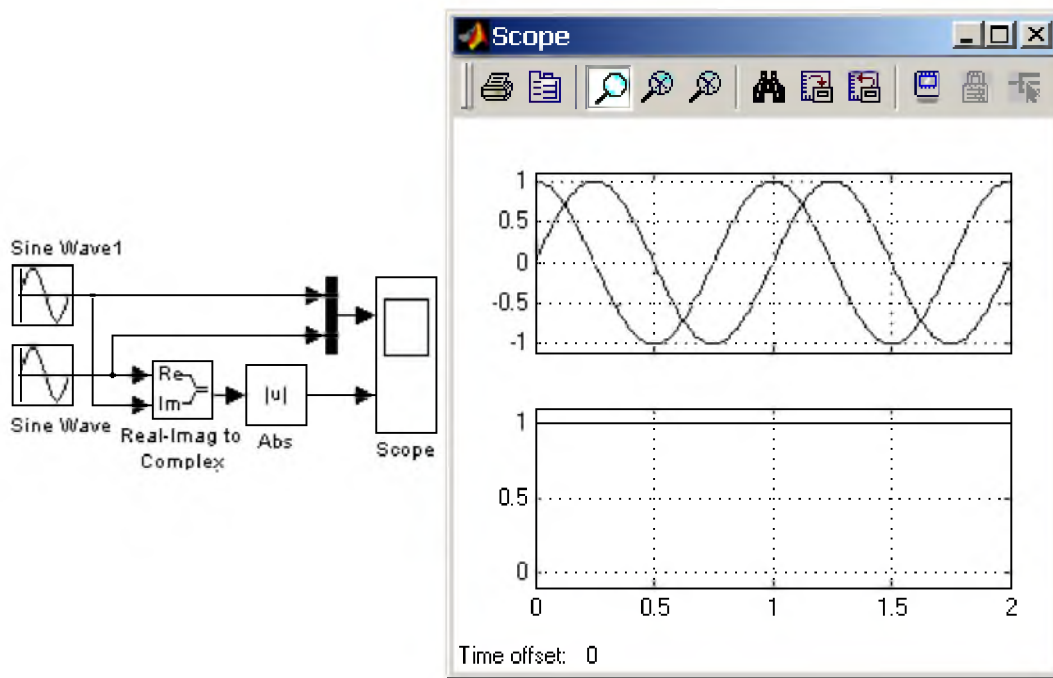 Sine Wave1
Sine Wave
Re
Im
Real-Imag to
Complex
|u|
Abs
Scope
Scope
1
0.5
0
-0.5
-1
1
0.5
0
0
0.5
1
1.5
2
Time offset: 0